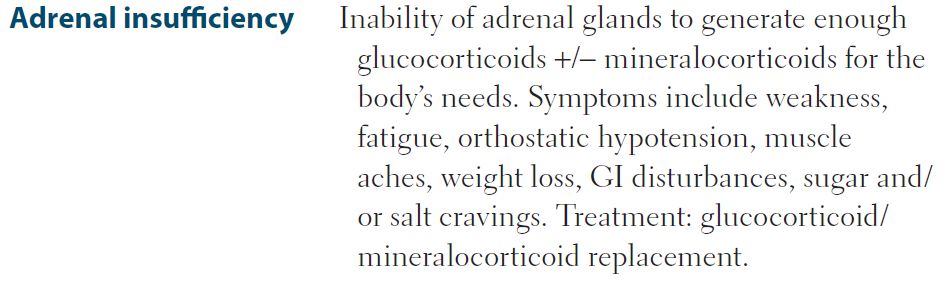 Adrenal insufficiency Inability of adrenal glands to generate enough
glucocorticoids +/– mineralocorticoids for the
body’s needs. Symptoms include weakness,
fatigue, orthostatic hypotension, muscle
aches, weight loss, GI disturbances, sugar and/
or salt cravings. Treatment: glucocorticoid/
mineralocorticoid replacement.